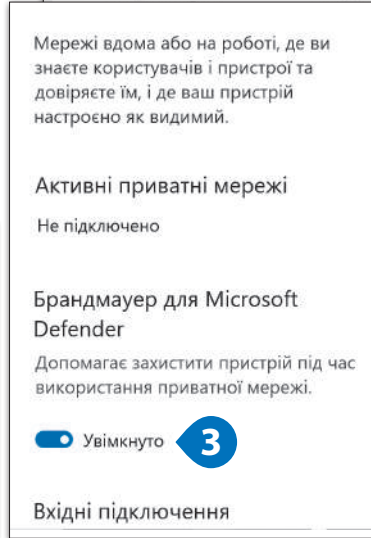 Мережі вдома або на роботі, де ви
знаєте користувачів і пристрої та
довіряєте їм, і де ваш пристрій
настроєно як видимий.
Активні приватні мережі
Не підключено
Брандмауер для Microsoft
Defender
Допомагає захистити пристрій під час
використання приватної мережі.
Увімкнуто 3
Вхідні підключення